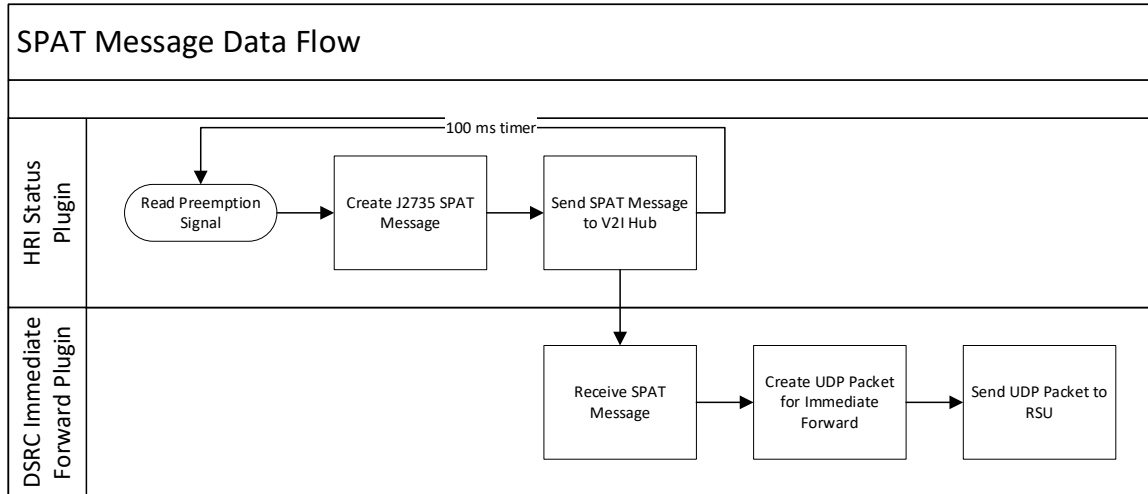 SPAT Message Data Flow
HRI Status
Plugin
100 ms timer
Read Preemption
Signal
Create J2735 SPAT
Message
Send SPAT Message
to V2I Hub
DSRC Immediate
Forward Plugin
Receive SPAT
Message
Create UDP Packet
for Immediate
Forward
Send UDP Packet to
RSU